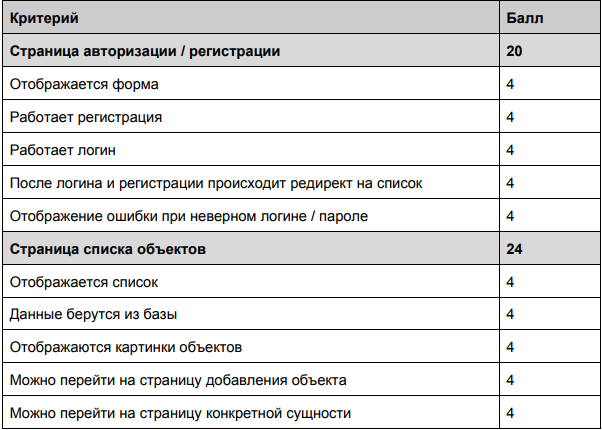 Критерий Балл
Страница авторизации / регистрации 20
Отображается форма 4
Работает регистрация 4
Работает логин 4
После логина и регистрации происходит редирект на список 4
Отображение ошибки при неверном логине / пароле 4
Страница списка объектов 24
Отображается список 4
Данные берутся из базы 4
Отображаются картинки объектов 4
Можно перейти на страницу добавления объекта 4
Можно перейти на страницу конкретной сущности 4